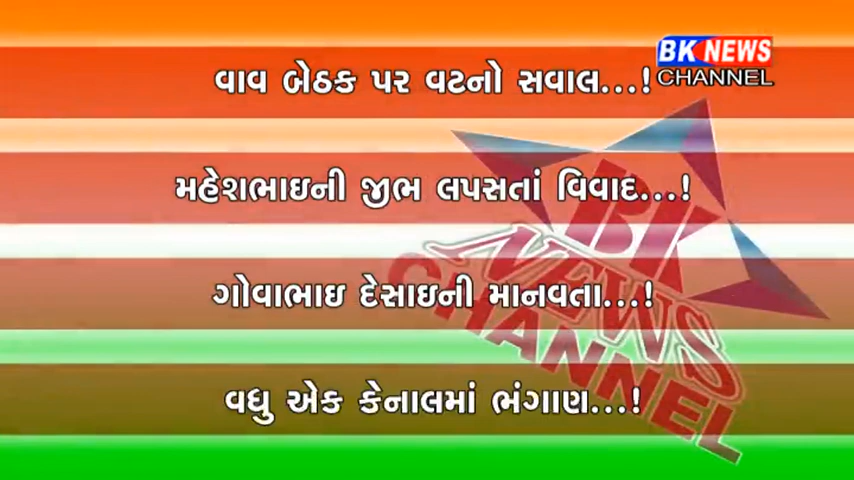 BK NEWS
CHANNEL
વાવ બેઠક પર વટનો સવાલ...!
મહેશભાઇની જીભ લપસતાં વિવાદ...!
ગોવાભાઇ દેસાઇની માનવતા...!
વધુ એક કેનાલમાં ભંગાણ...!
BK
NEWS
CHANNEL